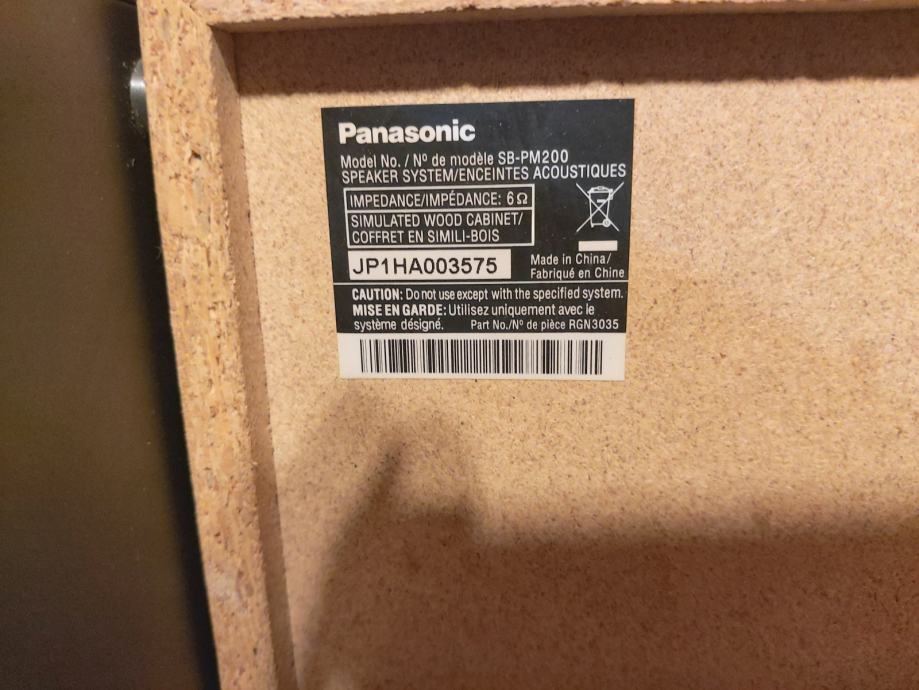 Panasonic
Model No. / Nº de modèle SB-PM200
SPEAKER SYSTEM/ENCEINTES ACOUSTIQUES
IMPEDANCE/IMPÉDANCE: 6 Ω
SIMULATED WOOD CABINET/
COFFRET EN SIMILI-BOIS
JP1HA003575
Made in China/
Fabriqué en Chine
CAUTION: Do not use except with the specified system.
MISE EN GARDE: Utilisez uniquement avec le
système désigné. Part No./Nº de pièce RGN3035